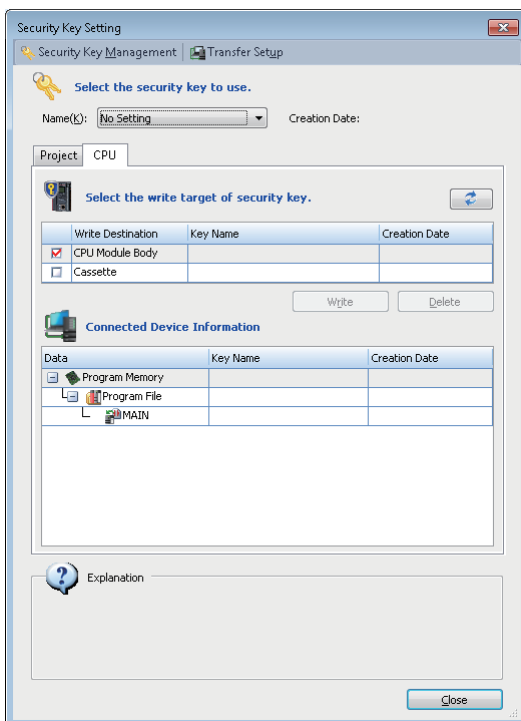 Security Key Setting
Security Key Management Transfer Setup
Select the security key to use.
Name(K): No Setting Creation Date:
Project CPU
Select the write target of security key.
Write Destination Key Name Creation Date
CPU Module Body
Cassette
Write Delete
Connected Device Information
Data Key Name Creation Date
Program Memory
Program File
MAIN
Explanation
Close